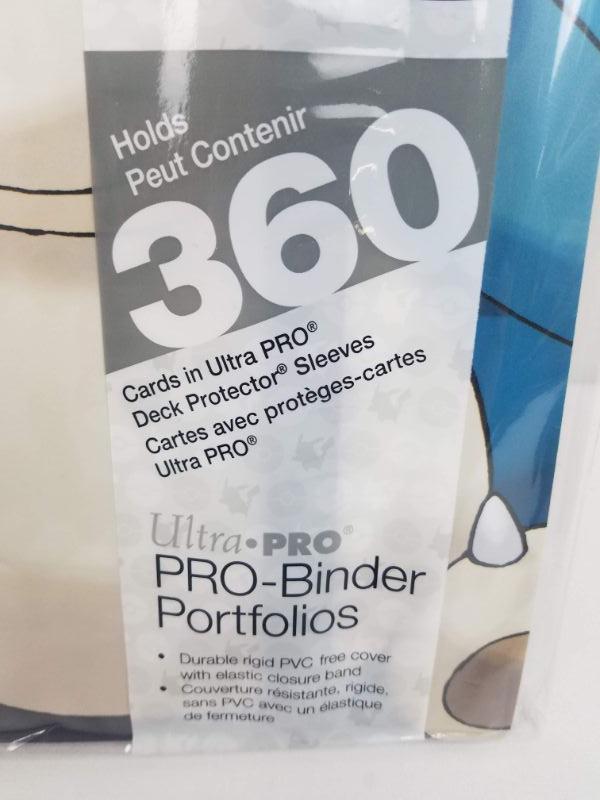 Holds
Peut Contenir
360
Cards in Ultra PRO®
Deck Protector® Sleeves
Cartes avec protèges-cartes
Ultra PRO®
Ultra•PRO®
PRO-Binder
Portfolios
• Durable rigid PVC free cover
with elastic closure band
• Couverture résistante, rigide,
sans PVC avec un élastique
de fermeture